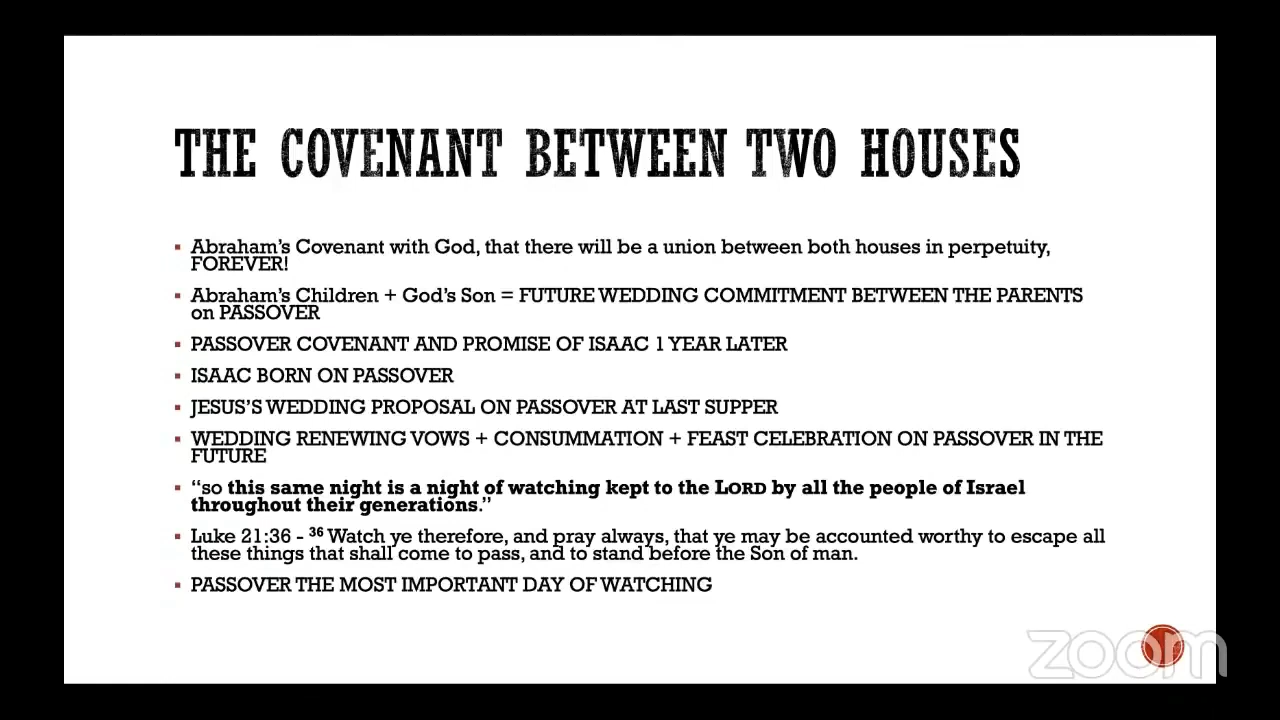 THE COVENANT BETWEEN TWO HOUSES
▪ Abraham's Covenant with God, that there will be a union between both houses in perpetuity,
FOREVER!
▪ Abraham's Children + God's Son = FUTURE WEDDING COMMITMENT BETWEEN THE PARENTS
on PASSOVER
▪ PASSOVER COVENANT AND PROMISE OF ISAAC 1 YEAR LATER
▪ ISAAC BORN ON PASSOVER
▪ JESUS'S WEDDING PROPOSAL ON PASSOVER AT LAST SUPPER
▪ WEDDING RENEWING VOWS + CONSUMMATION + FEAST CELEBRATION ON PASSOVER IN THE
FUTURE
▪ “so this same night is a night of watching kept to the LORD by all the people of Israel
throughout their generations.”
▪ Luke 21:36 - 36 Watch ye therefore, and pray always, that ye may be accounted worthy to escape all
these things that shall come to pass, and to stand before the Son of man.
▪ PASSOVER THE MOST IMPORTANT DAY OF WATCHING
zoom